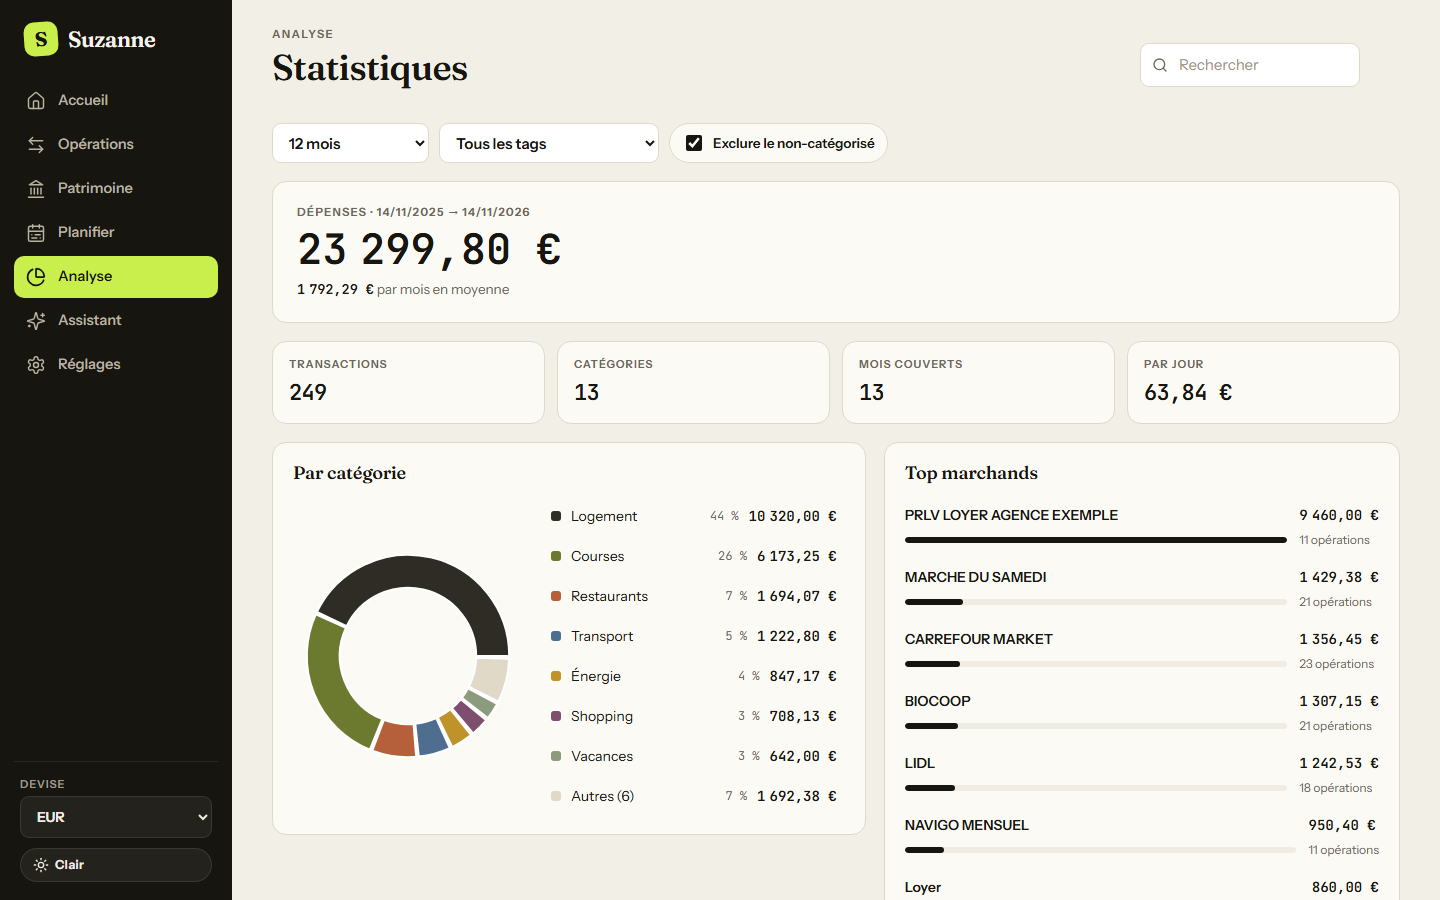 S Suzanne
Accueil
Opérations
Patrimoine
Planifier
Analyse
Assistant
Réglages
DEVISE
EUR
Clair
ANALYSE
Statistiques
Rechercher
12 mois
Tous les tags
Exclure le non-catégorisé
DÉPENSES · 14/11/2025 → 14/11/2026
23 299,80 €
1 792,29 € par mois en moyenne
TRANSACTIONS
249
CATÉGORIES
13
MOIS COUVERTS
13
PAR JOUR
63,84 €
Par catégorie
Logement 44 % 10 320,00 €
Courses 26 % 6 173,25 €
Restaurants 7 % 1 694,07 €
Transport 5 % 1 222,80 €
Énergie 4 % 847,17 €
Shopping 3 % 708,13 €
Vacances 3 % 642,00 €
Autres (6) 7 % 1 692,38 €
Top marchands
PRLV LOYER AGENCE EXEMPLE 9 460,00 €
11 opérations
MARCHE DU SAMEDI 1 429,38 €
21 opérations
CARREFOUR MARKET 1 356,45 €
23 opérations
BIOCOOP 1 307,15 €
21 opérations
LIDL 1 242,53 €
18 opérations
NAVIGO MENSUEL 950,40 €
11 opérations
Loyer 860,00 €